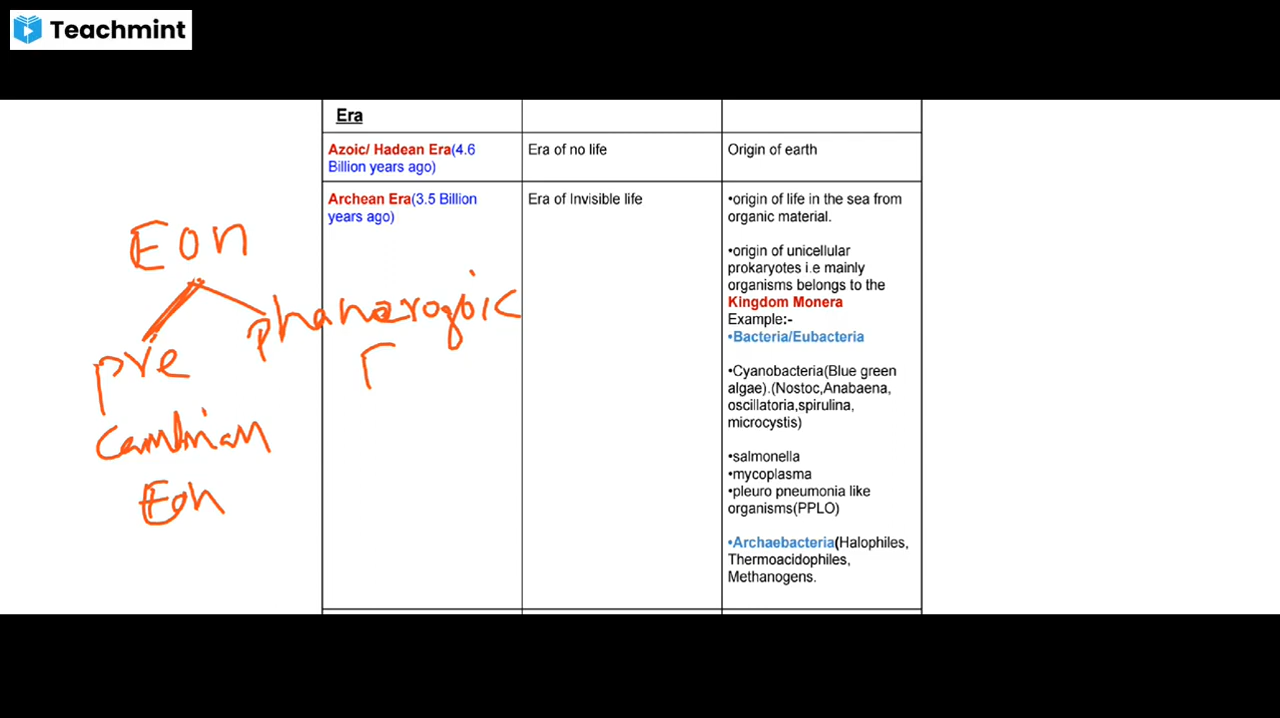 Teachmint
Era
Azoic/ Hadean Era(4.6
Billion years ago)
Era of no life
Origin of earth
Archean Era(3.5 Billion
years ago)
Era of Invisible life
•origin of life in the sea from
organic material.
•origin of unicellular
prokaryotes i.e mainly
organisms belongs to the
Kingdom Monera
Example:-
•Bacteria/Eubacteria
•Cyanobacteria(Blue green
algae).(Nostoc,Anabaena,
oscillatoria,spirulina,
microcystis)
•salmonella
•mycoplasma
•pleuro pneumonia like
organisms(PPLO)
•Archaebacteria(Halophiles,
Thermoacidophiles,
Methanogens.
Eon
pre
cambrian
Eon